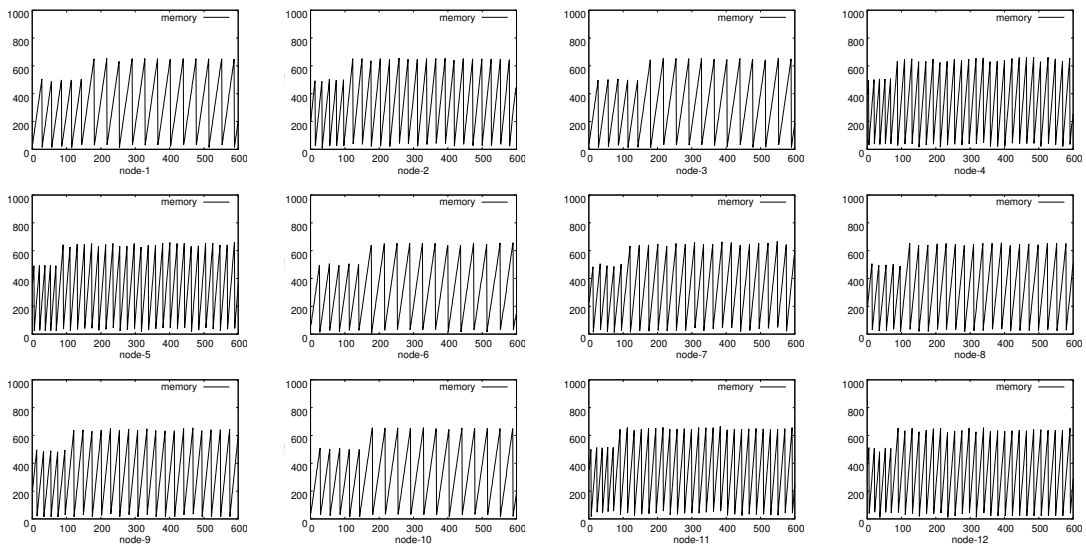 1000 memory 1000 memory 1000 memory 1000 memory
800 800 800 800
600 600 600 600
400 400 400 400
200 200 200 200
0 0 0 0
0 100 200 300 400 500 600 0 100 200 300 400 500 600 0 100 200 300 400 500 600 0 100 200 300 400 500 600
node-1 node-2 node-3 node-4
1000 memory 1000 memory 1000 memory 1000 memory
800 800 800 800
600 600 600 600
400 400 400 400
200 200 200 200
0 0 0 0
0 100 200 300 400 500 600 0 100 200 300 400 500 600 0 100 200 300 400 500 600 0 100 200 300 400 500 600
node-5 node-6 node-7 node-8
1000 memory 1000 memory 1000 memory 1000 memory
800 800 800 800
600 600 600 600
400 400 400 400
200 200 200 200
0 0 0 0
0 100 200 300 400 500 600 0 100 200 300 400 500 600 0 100 200 300 400 500 600 0 100 200 300 400 500 600
node-9 node-10 node-11 node-12